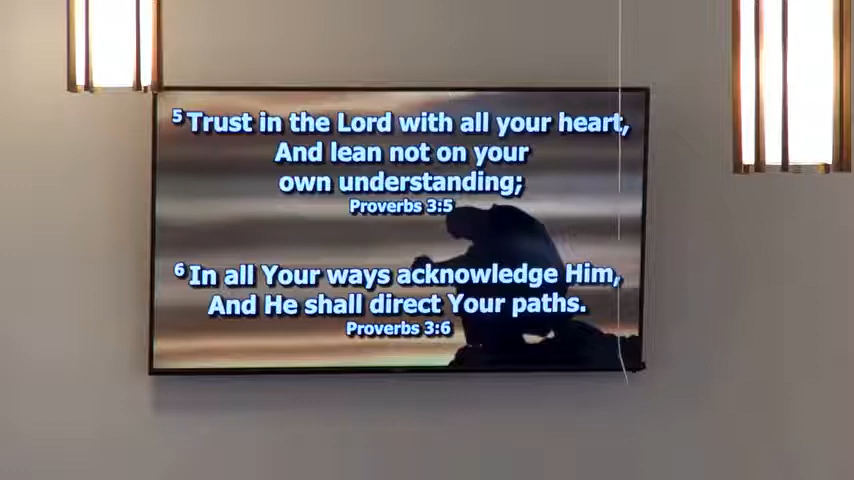 5 Trust in the Lord with all your heart,
And lean not on your
own understanding;
Proverbs 3:5
6 In all Your ways acknowledge Him,
And He shall direct Your paths.
Proverbs 3:6